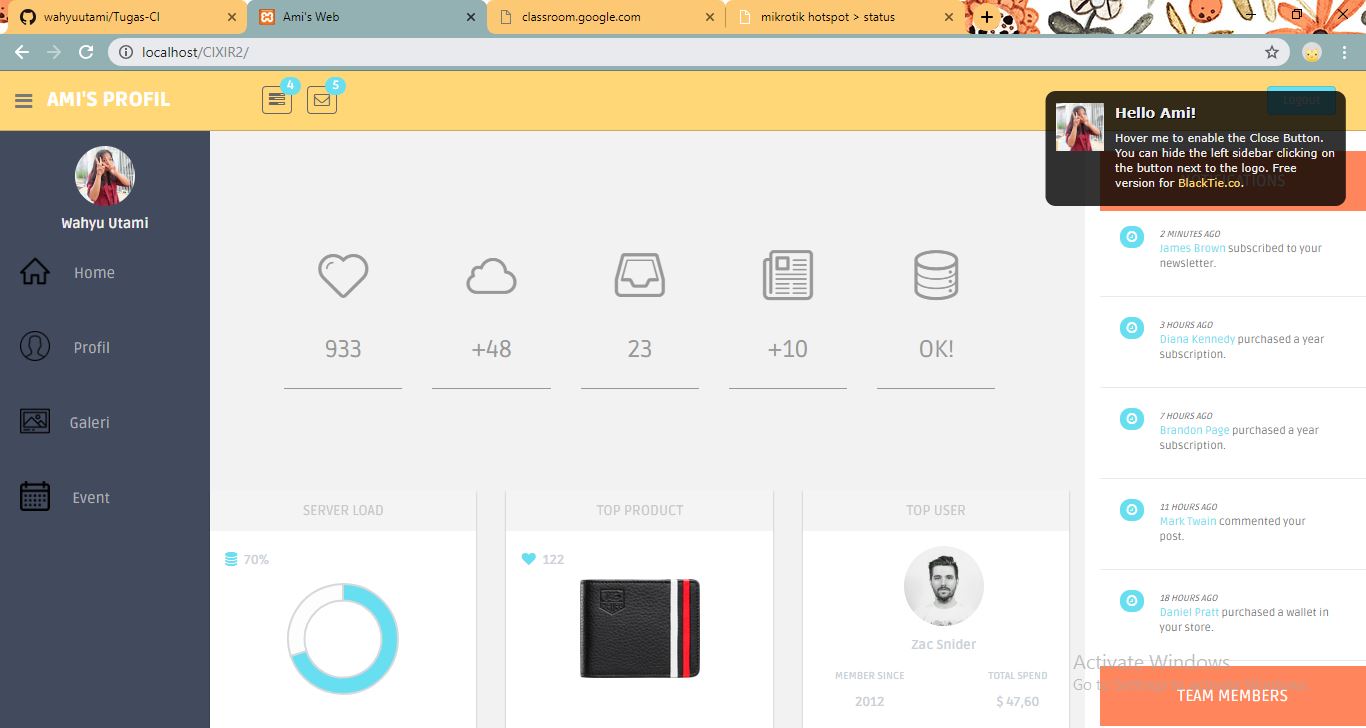 wahyuutami/Tugas-CI
Ami's Web
classroom.google.com
mikrotik hotspot > status
localhost/CIXIR2/
AMI'S PROFIL
4
5
Logout
Hello Ami!
Hover me to enable the Close Button.
You can hide the left sidebar clicking on
the button next to the logo. Free
version for BlackTie.co.
Wahyu Utami
Home
Profil
Galeri
Event
933
+48
23
+10
OK!
SERVER LOAD
70%
TOP PRODUCT
122
TOP USER
Zac Snider
MEMBER SINCE
TOTAL SPEND
2012
$ 47,60
2 MINUTES AGO
James Brown subscribed to your
newsletter.
3 HOURS AGO
Diana Kennedy purchased a year
subscription.
7 HOURS AGO
Brandon Page purchased a year
subscription.
11 HOURS AGO
Mark Twain commented your
post.
18 HOURS AGO
Daniel Pratt purchased a wallet in
your store.
Activate Windows
TEAM MEMBERS